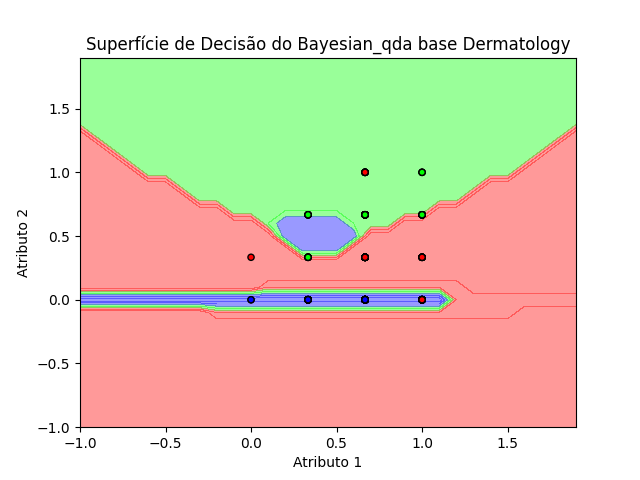 Superfície de Decisão do Bayesian_qda base Dermatology
Atributo 2
1.5
1.0
0.5
0.0
−0.5
−1.0
−1.0 −0.5 0.0 0.5 1.0 1.5
Atributo 1